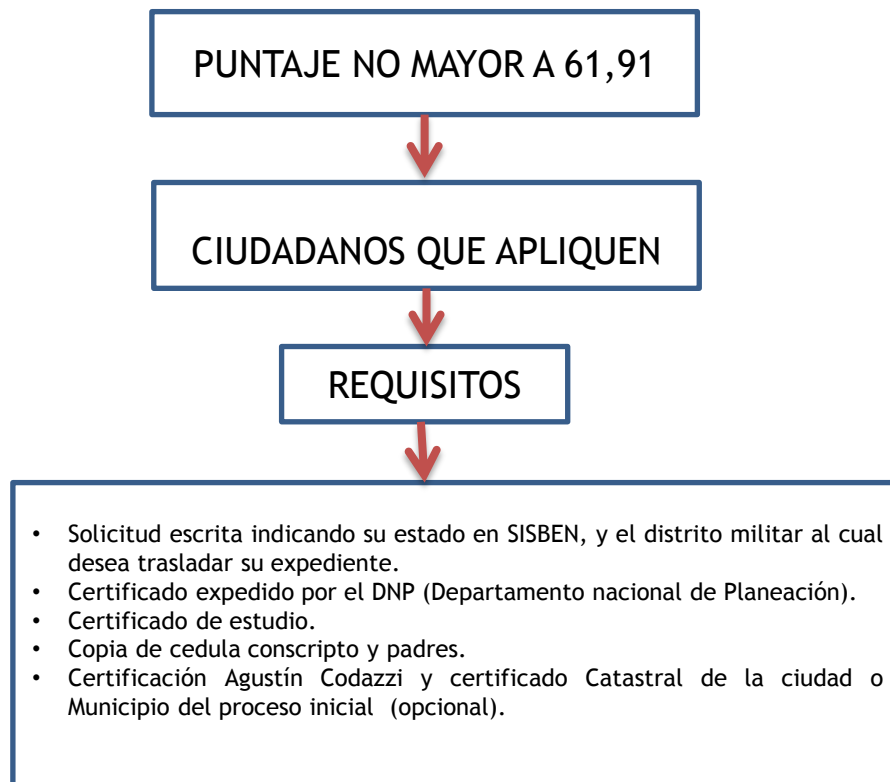 PUNTAJE NO MAYOR A 61,91
CIUDADANOS QUE APLIQUEN
REQUISITOS
• Solicitud escrita indicando su estado en SISBEN, y el distrito militar al cual
desea trasladar su expediente.
• Certificado expedido por el DNP (Departamento nacional de Planeación).
• Certificado de estudio.
• Copia de cedula conscripto y padres.
• Certificación Agustín Codazzi y certificado Catastral de la ciudad o
Municipio del proceso inicial (opcional).